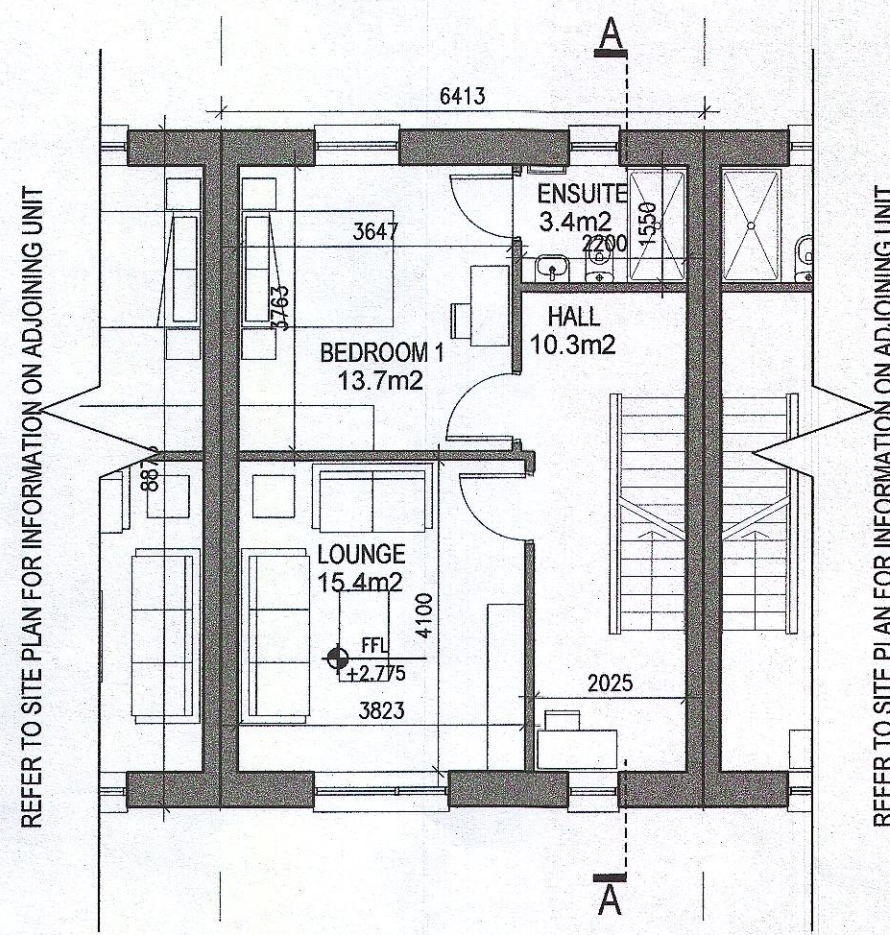 A
6413
REFER TO SITE PLAN FOR INFORMATION ON ADJOINING UNIT
ENSUITE
3.4m2
2200
1550
3647
3763
HALL
10.3m2
BEDROOM 1
13.7m2
LOUNGE
15.4m2
4100
FFL
+2.775
3823
2025
A
REFER TO SITE PLAN FOR INFORMATION ON ADJOINING UNIT